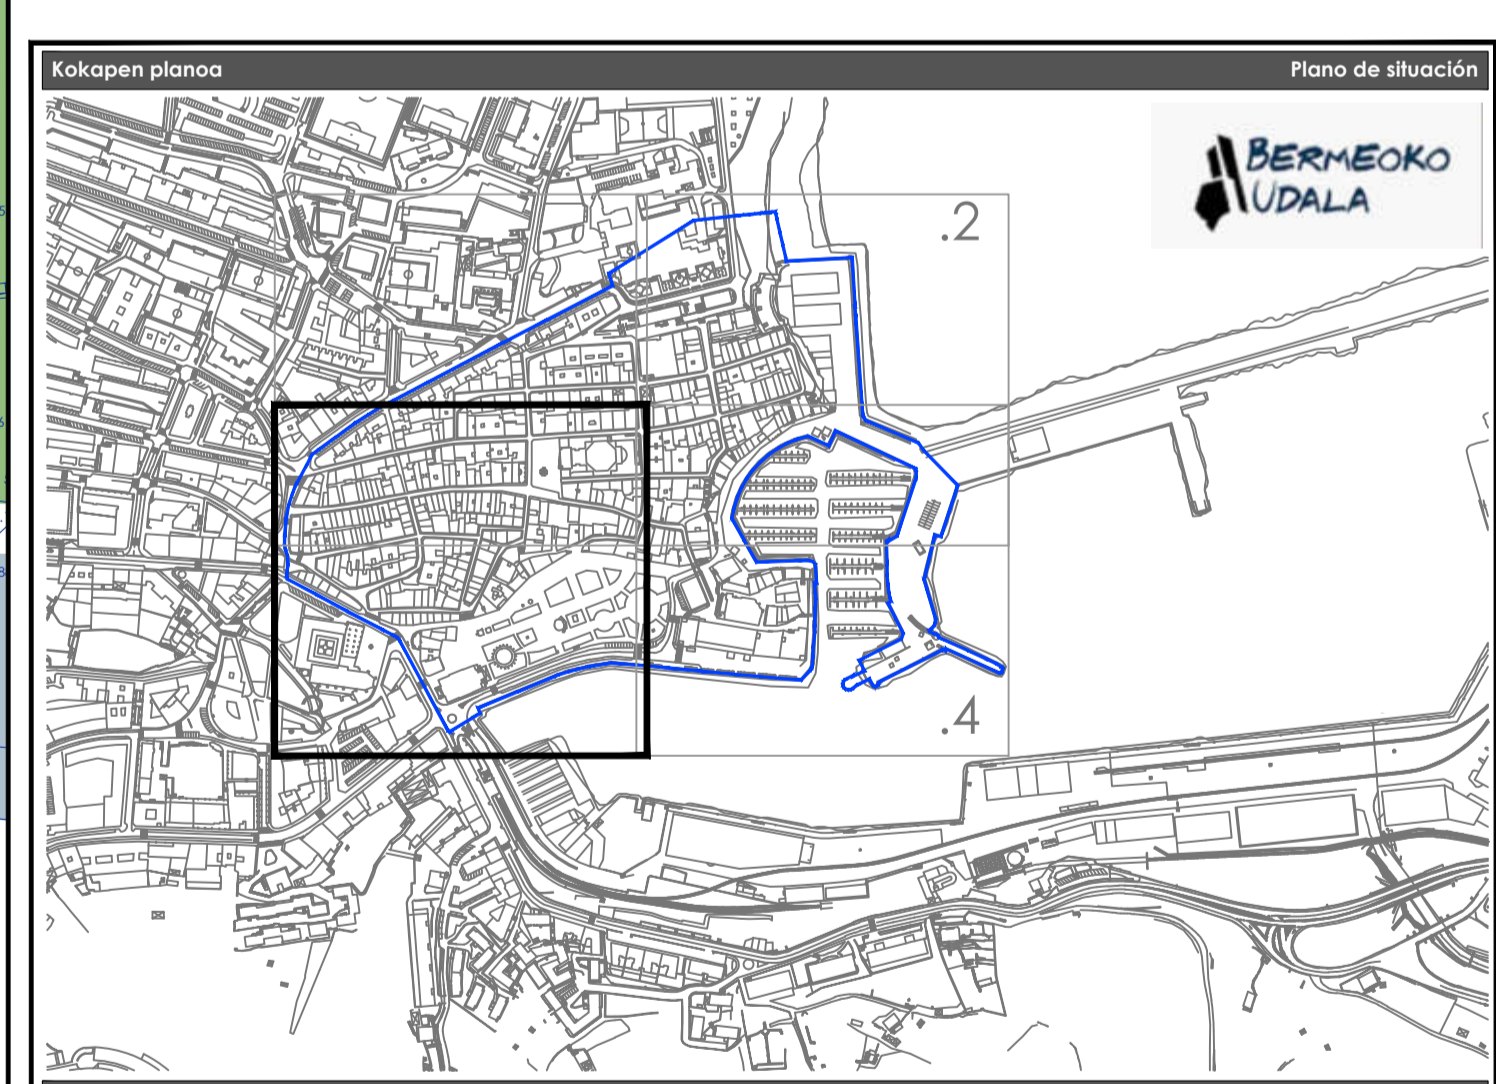 Kokapen planoa
Plano de situación
BERMEOKO
UDALA
.2
.4